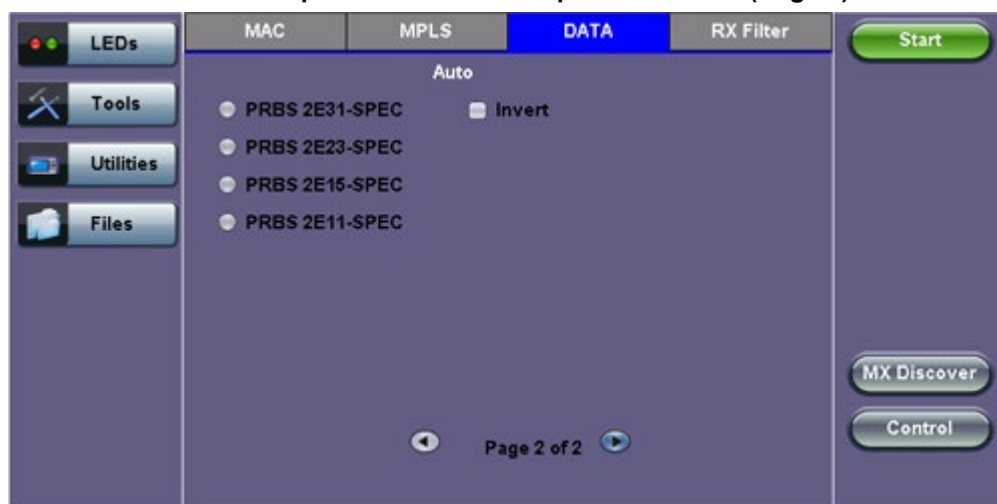 LEDs
Tools
Utilities
Files
MAC
MPLS
DATA
RX Filter
Auto
PRBS 2E31-SPEC
Invert
PRBS 2E23-SPEC
PRBS 2E15-SPEC
PRBS 2E11-SPEC
Page 2 of 2
Start
MX Discover
Control